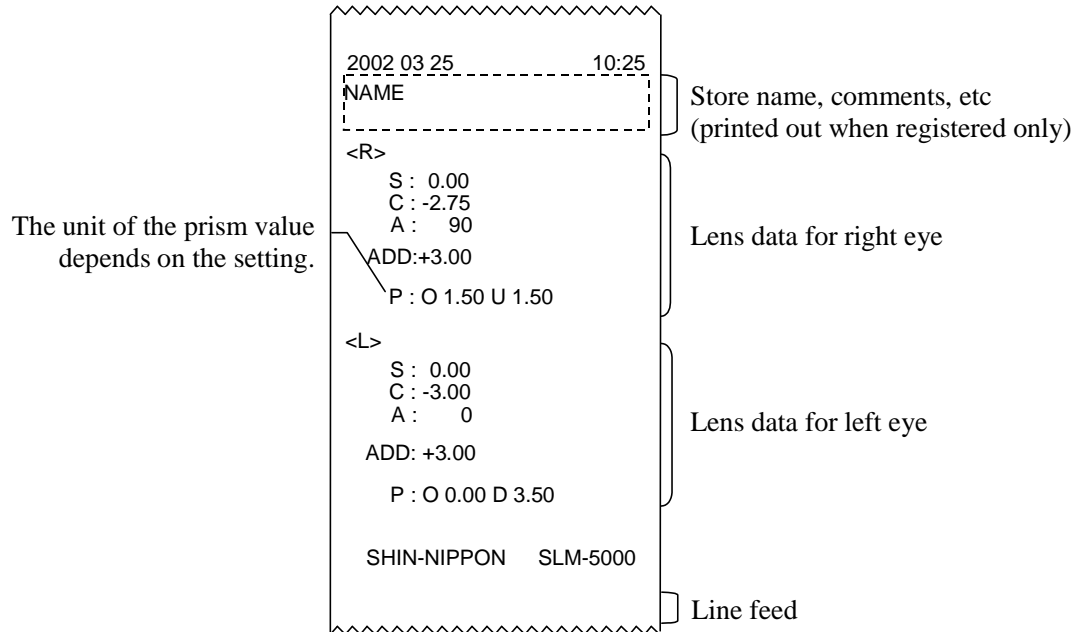 2002 03 25 10:25
NAME
Store name, comments, etc
(printed out when registered only)
<R>
S : 0.00
C : -2.75
A : 90
ADD:+3.00
P : O 1.50 U 1.50
The unit of the prism value
depends on the setting.
Lens data for right eye
<L>
S : 0.00
C : -3.00
A : 0
ADD: +3.00
P : O 0.00 D 3.50
Lens data for left eye
SHIN-NIPPON SLM-5000
Line feed